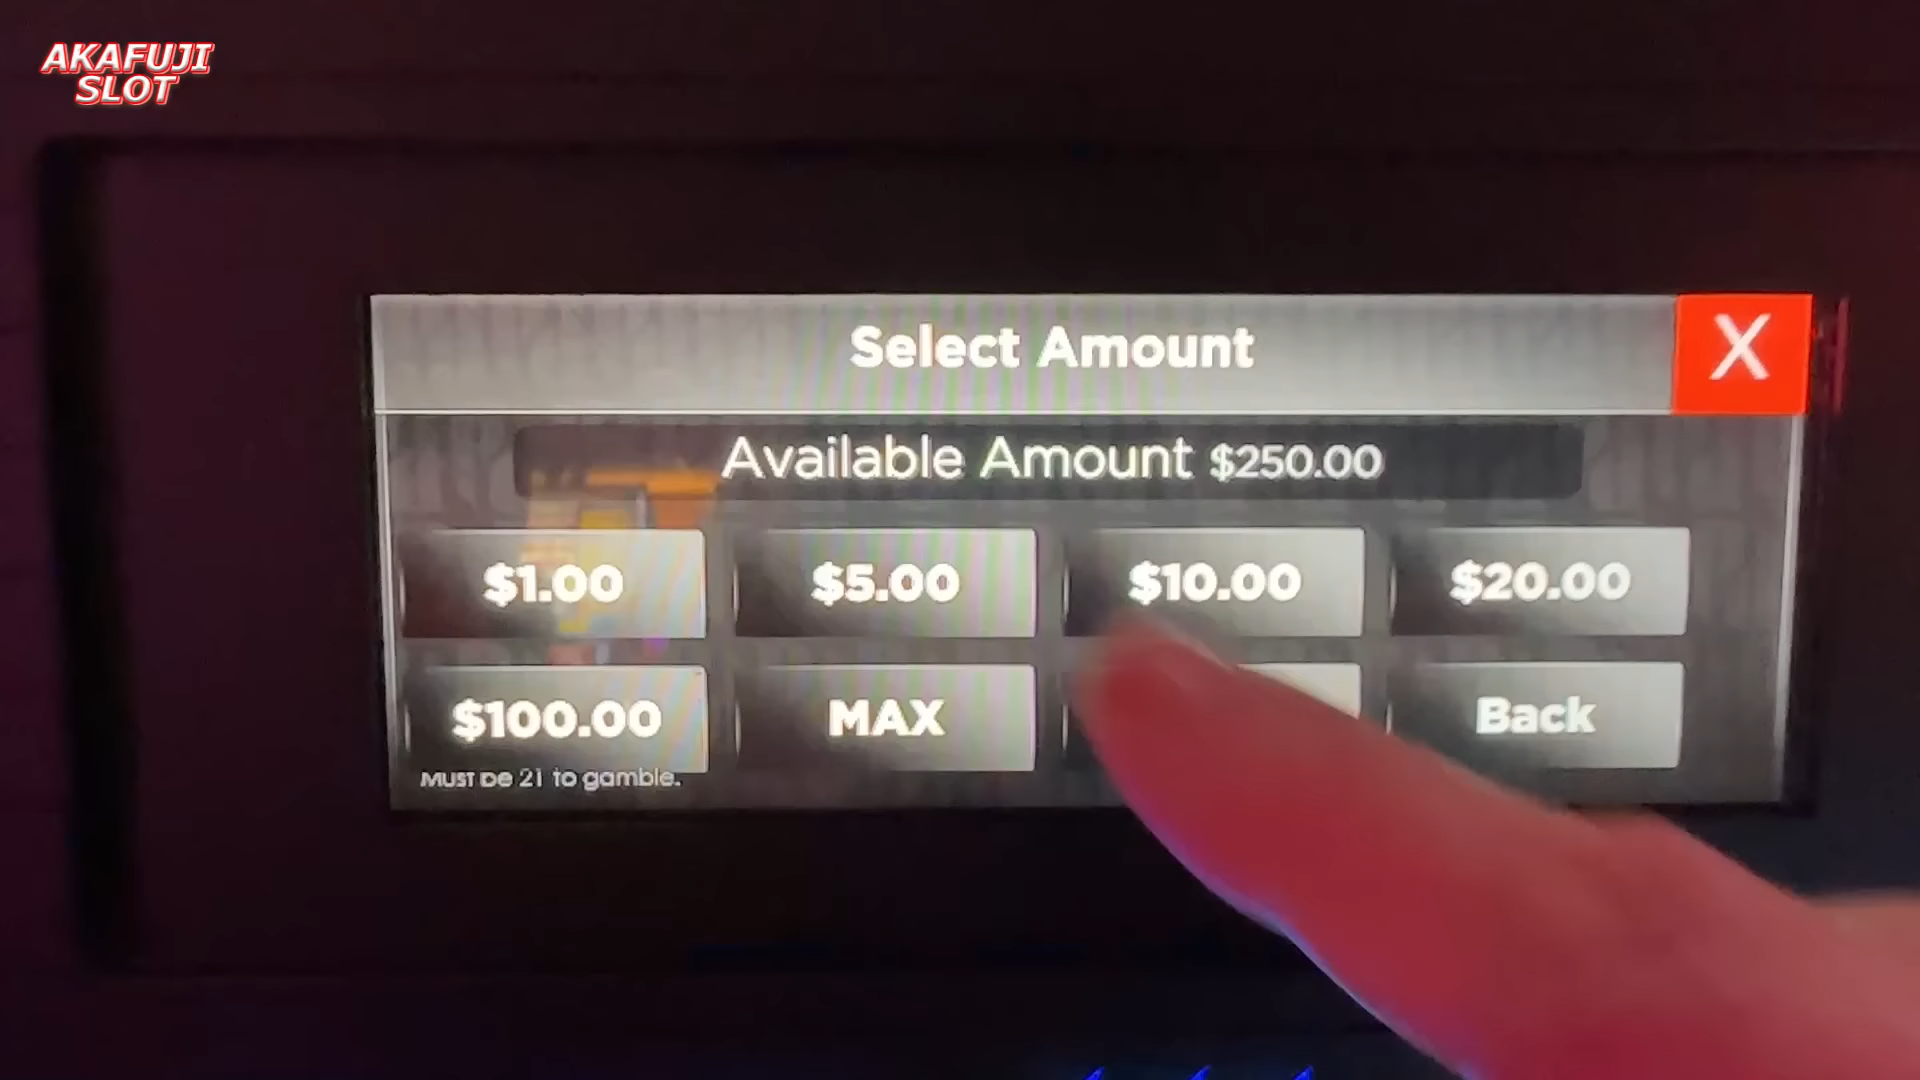 AKAFUJI
SLOT
Select Amount
X
Available Amount $250.00
$1.00
$5.00
$10.00
$20.00
$100.00
MAX
Back
MUST DE 21 to gamble.